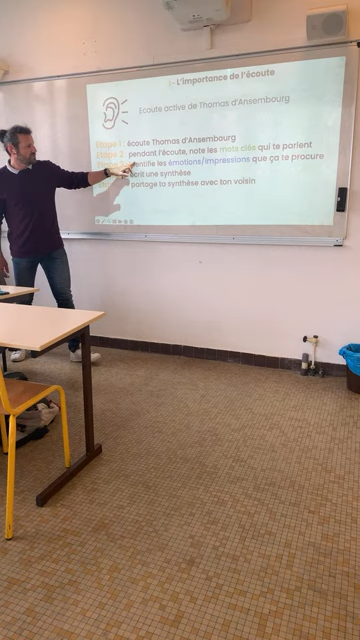 1- L'importance de l'écoute
Ecoute active de Thomas d'Ansembourg
Etape 1 : écoute Thomas d'Ansembourg
Etape 2 : pendant l'écoute, note les mots clés qui te parlent
identifie les émotions/impressions que ça te procure
écrit une synthèse
partage ta synthèse avec ton voisin